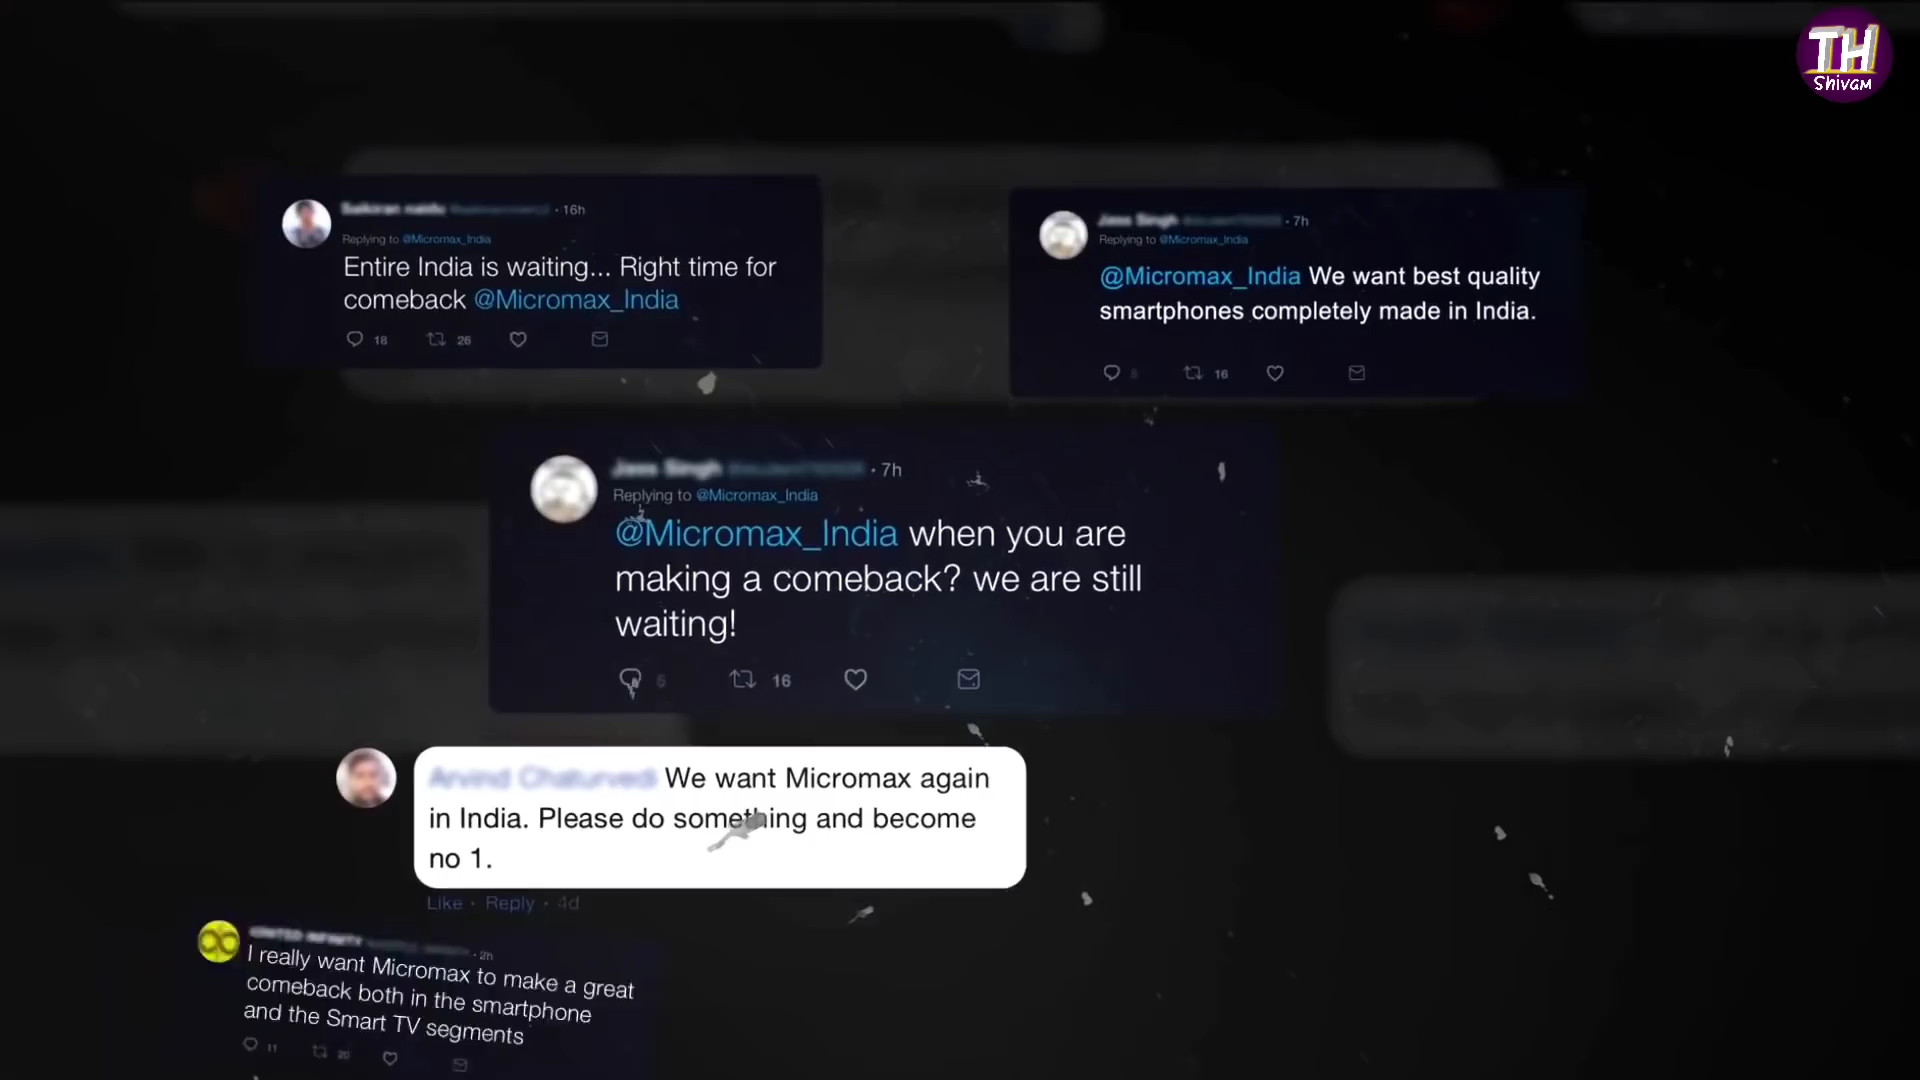 TH
Shivam
· 16h
Replying to @Micromax_India
Entire India is waiting... Right time for
comeback @Micromax_India
18 26
· 7h
Replying to @Micromax_India
@Micromax_India We want best quality
smartphones completely made in India.
16
· 7h
Replying to @Micromax_India
@Micromax_India when you are
making a comeback? we are still
waiting!
16
We want Micromax again
in India. Please do something and become
no 1.
Like · Reply · 4d
· 2h
I really want Micromax to make a great
comeback both in the smartphone
and the Smart TV segments
11 20